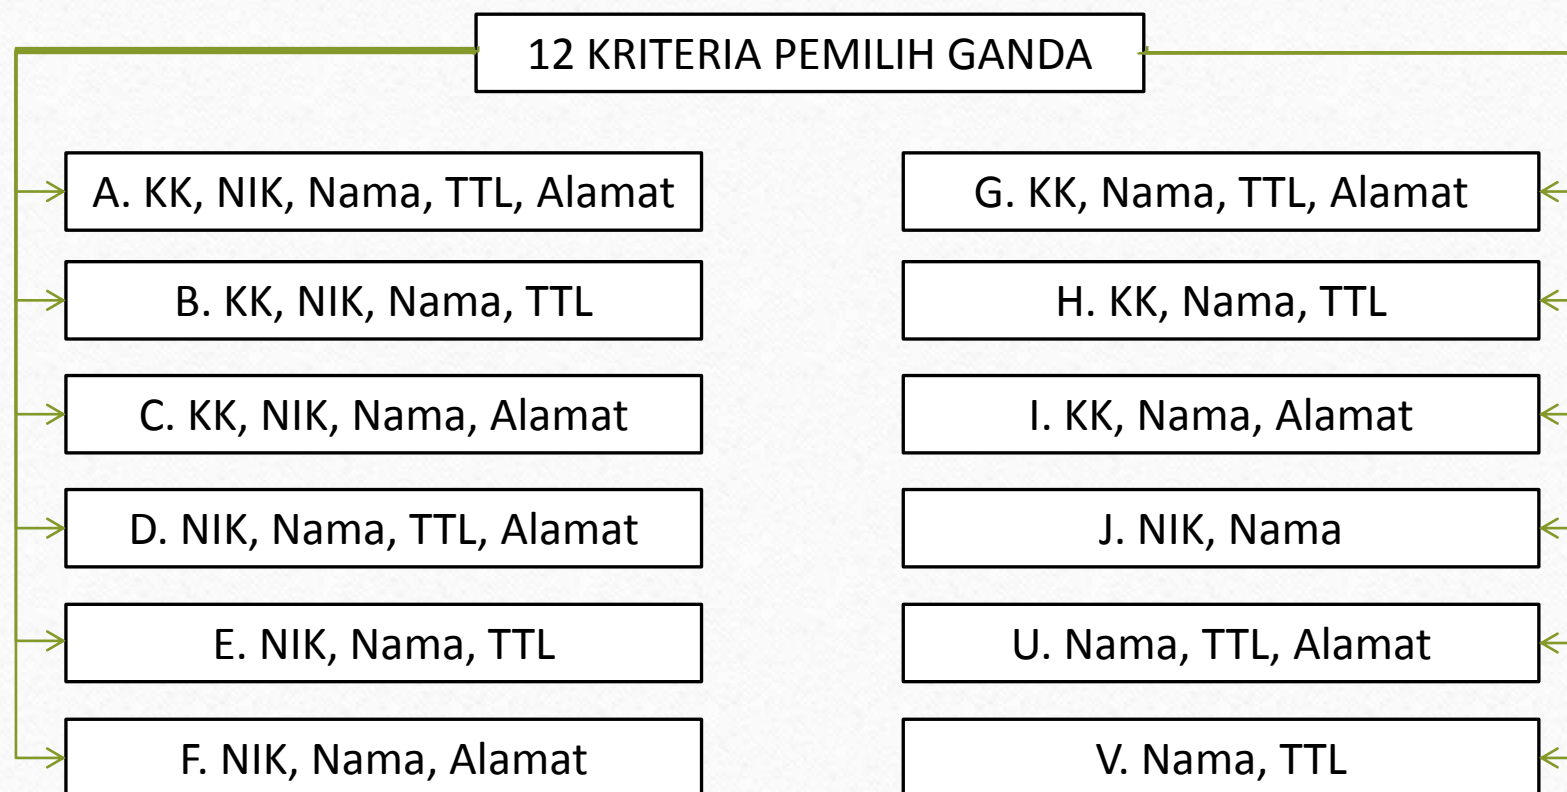 12 KRITERIA PEMILIH GANDA
A. KK, NIK, Nama, TTL, Alamat
B. KK, NIK, Nama, TTL
C. KK, NIK, Nama, Alamat
D. NIK, Nama, TTL, Alamat
E. NIK, Nama, TTL
F. NIK, Nama, Alamat
G. KK, Nama, TTL, Alamat
H. KK, Nama, TTL
I. KK, Nama, Alamat
J. NIK, Nama
U. Nama, TTL, Alamat
V. Nama, TTL